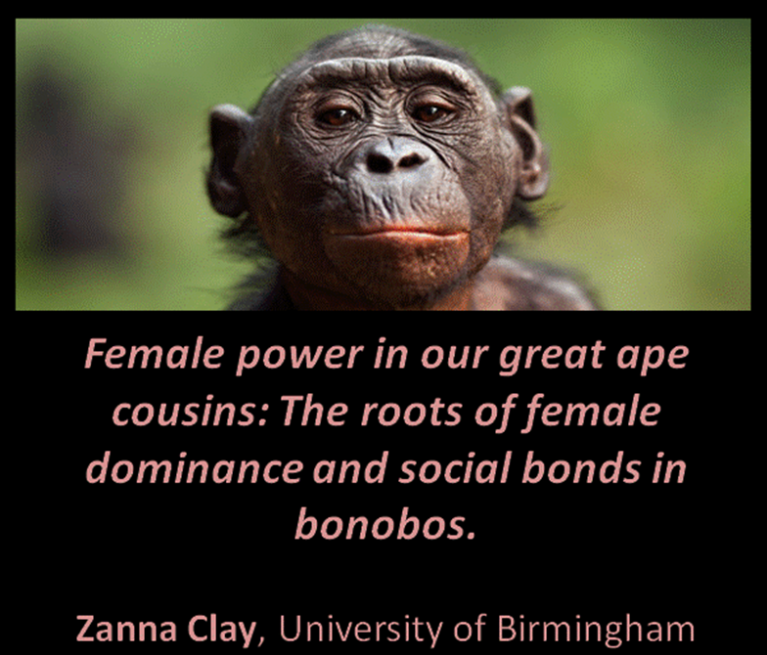 Female power in our great ape
cousins: The roots of female
dominance and social bonds in
bonobos.
Zanna Clay, University of Birmingham